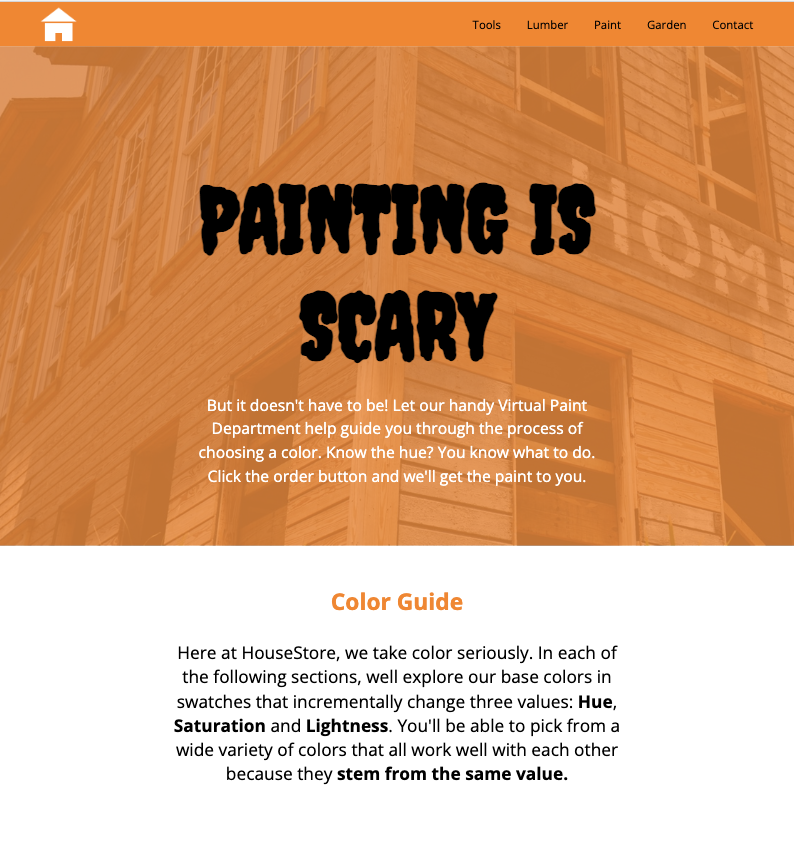 Tools Lumber Paint Garden Contact
HOM
PAINTING IS
SCARY
But it doesn't have to be! Let our handy Virtual Paint
Department help guide you through the process of
choosing a color. Know the hue? You know what to do.
Click the order button and we'll get the paint to you.
Color Guide
Here at HouseStore, we take color seriously. In each of
the following sections, well explore our base colors in
swatches that incrementally change three values: Hue,
Saturation and Lightness. You'll be able to pick from a
wide variety of colors that all work well with each other
because they stem from the same value.